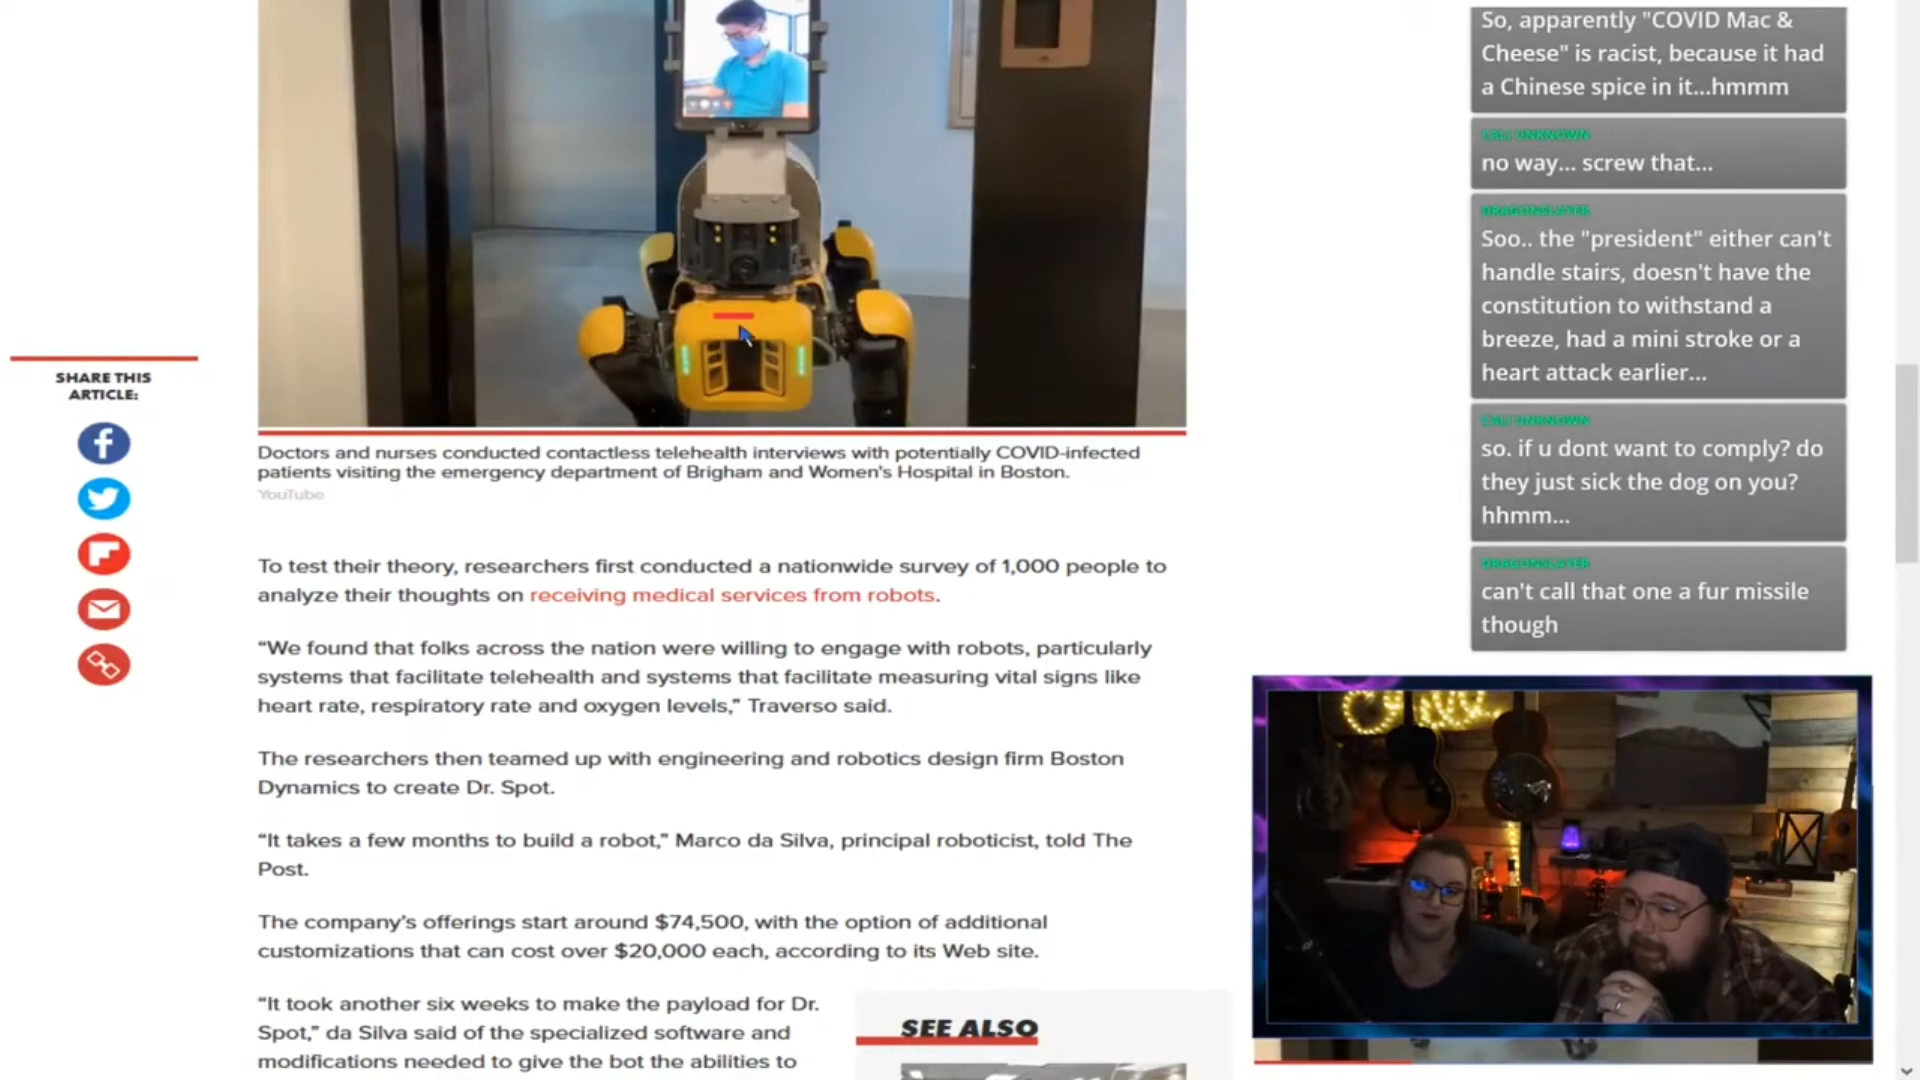 SHARE THIS
ARTICLE:
Doctors and nurses conducted contactless telehealth interviews with potentially COVID-infected
patients visiting the emergency department of Brigham and Women's Hospital in Boston.
YouTube
To test their theory, researchers first conducted a nationwide survey of 1,000 people to
analyze their thoughts on receiving medical services from robots.
“We found that folks across the nation were willing to engage with robots, particularly
systems that facilitate telehealth and systems that facilitate measuring vital signs like
heart rate, respiratory rate and oxygen levels,” Traverso said.
The researchers then teamed up with engineering and robotics design firm Boston
Dynamics to create Dr. Spot.
“It takes a few months to build a robot,” Marco da Silva, principal roboticist, told The
Post.
The company’s offerings start around $74,500, with the option of additional
customizations that can cost over $20,000 each, according to its Web site.
“It took another six weeks to make the payload for Dr.
Spot,” da Silva said of the specialized software and
modifications needed to give the bot the abilities to
SEE ALSO
So, apparently "COVID Mac &
Cheese" is racist, because it had
a Chinese spice in it...hmmm
CALI UNKNOWN
no way... screw that...
DRAGONSLAYER
Soo.. the "president" either can't
handle stairs, doesn't have the
constitution to withstand a
breeze, had a mini stroke or a
heart attack earlier...
CALI UNKNOWN
so. if u dont want to comply? do
they just sick the dog on you?
hhmm...
DRAGONSLAYER
can't call that one a fur missile
though